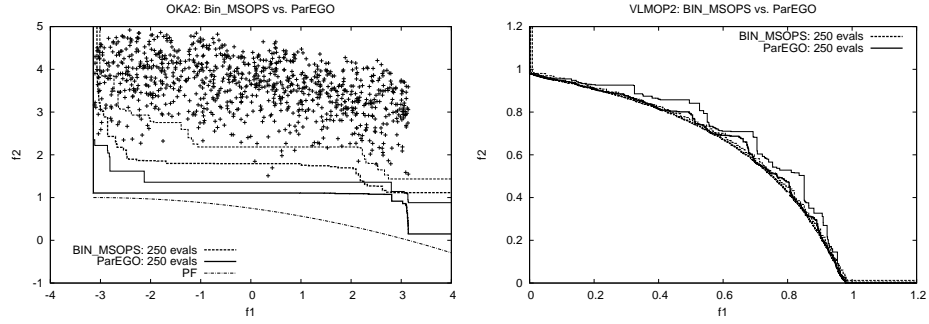 OKA2: Bin_MSOPS vs. ParEGO
5
4
3
2
1
0
-1
f2
-4
-3
-2
-1
0
1
2
3
4
f1
BIN_MSOPS: 250 evals
ParEGO: 250 evals
PF
VLMOP2: BIN_MSOPS vs. ParEGO
1.2
1
0.8
0.6
0.4
0.2
0
f2
0
0.2
0.4
0.6
0.8
1
1.2
f1
BIN_MSOPS: 250 evals
ParEGO: 250 evals